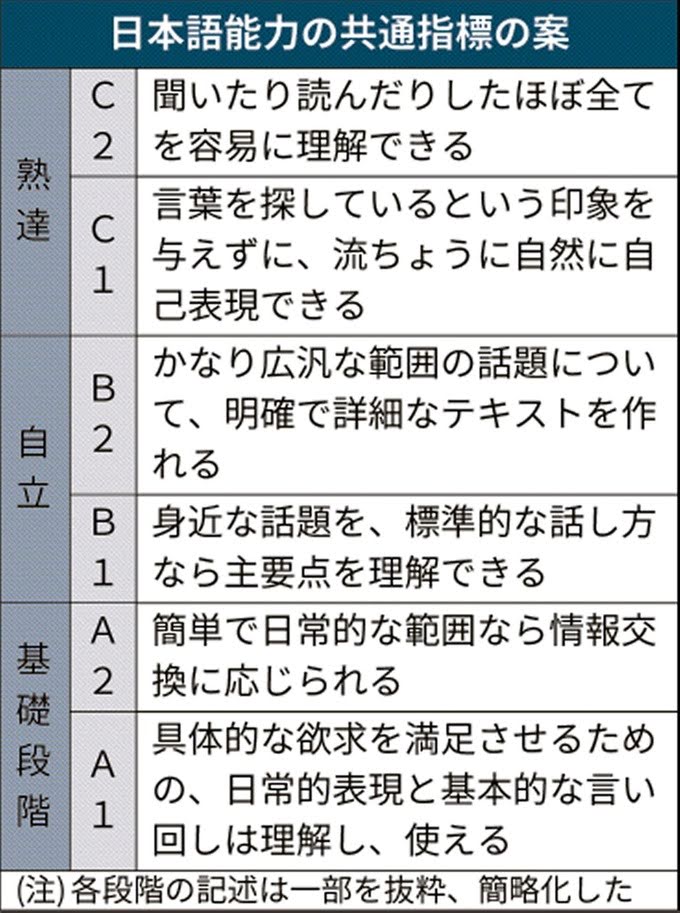 日本語能力の共通指標の案
熟達
C2
聞いたり読んだりしたほぼ全て
を容易に理解できる
C1
言葉を探しているという印象を
与えずに、流ちょうに自然に自
己表現できる
自立
B2
かなり広汎な範囲の話題につい
て、明確で詳細なテキストを作
れる
B1
身近な話題を、標準的な話し方
なら主要点を理解できる
基礎段階
A2
簡単で日常的な範囲なら情報交
換に応じられる
A1
具体的な欲求を満足させるため
の、日常的表現と基本的な言い
回しは理解し、使える
(注)各段階の記述は一部を抜粋、簡略化した